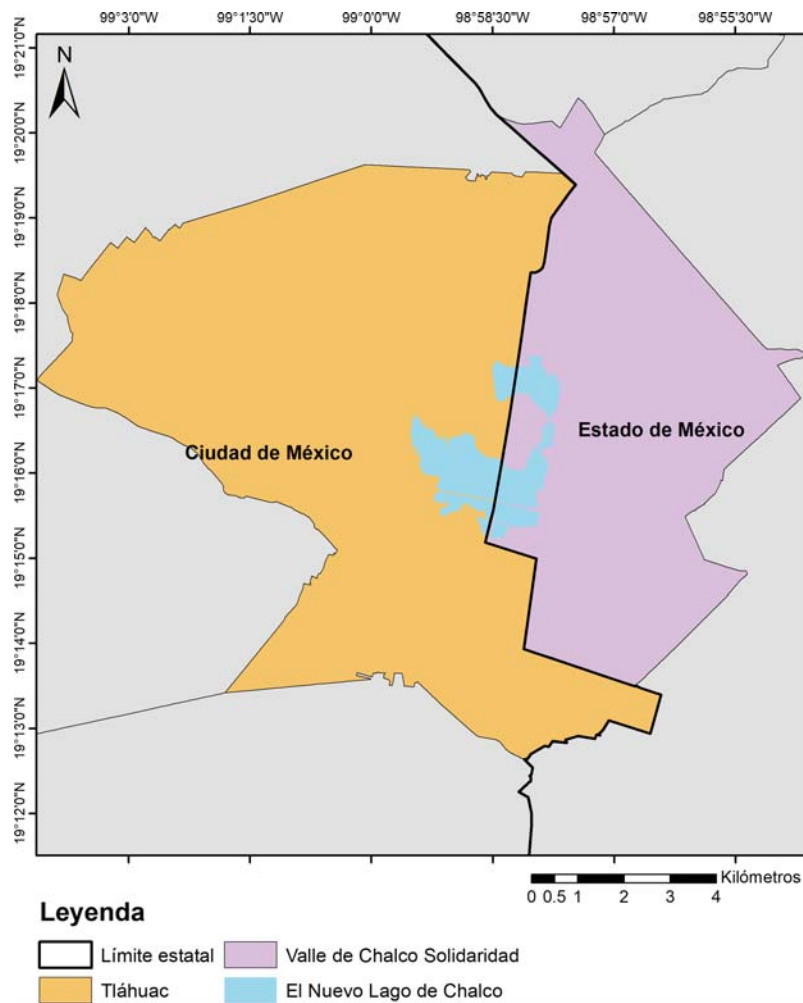 99°3'0"W 99°1'30"W 99°0'0"W 98°58'30"W 98°57'0"W 98°55'30"W
19°21'0"N
N
19°20'0"N
19°19'0"N
19°18'0"N
19°17'0"N
Estado de México
Ciudad de México
19°16'0"N
19°15'0"N
19°14'0"N
19°13'0"N
19°12'0"N
Kilómetros
0 0.5 1 2 3 4
Leyenda
Límite estatal Valle de Chalco Solidaridad
Tláhuac El Nuevo Lago de Chalco